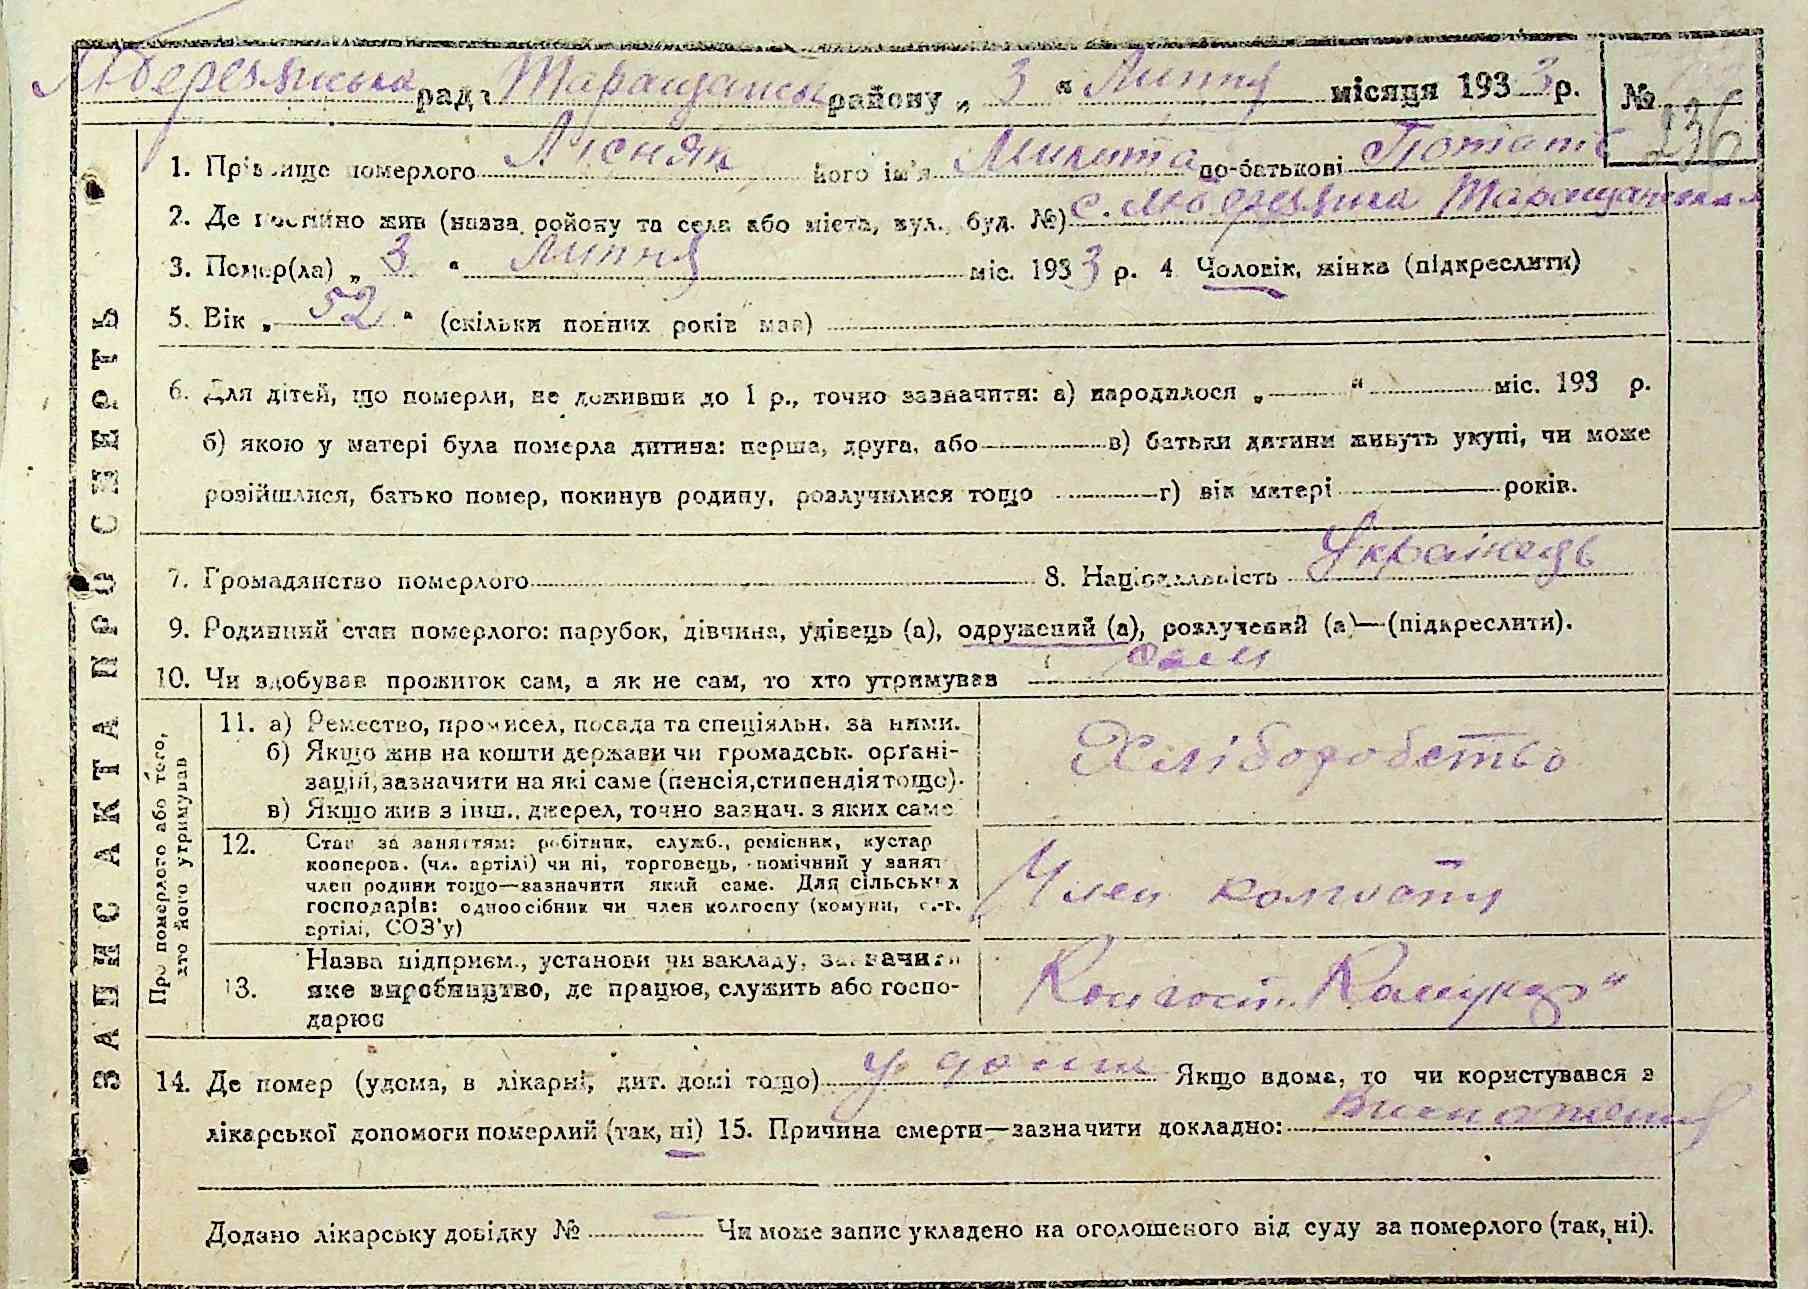 Лбережиська рада Таращанськ району „ 3 “ Липня місяця 1933 р. № 236
1. Прізвище померлого Лісняк його ім'я Микита по-батькові
2. Де постійно жив (назва району та села або міста, вул., буд. №) с.
3. Помер(ла) „ 3 “ Липня міс. 1933 р. 4 Чоловік, жінка (підкреслити)
5. Вік „ 52 “ (скільки повних років мав)
6. Для дітей, що померли, не доживши до 1 р., точно зазначити: а) народилося „ “ міс. 193 р.
б) якою у матері була померла дитина: перша, друга, або в) батьки дитини живуть укупі, чи може
розійшлися, батько помер, покинув родину, розлучилися тощо г) вік матері років.
7. Громадянство померлого 8. Національність Українець
9. Родинний стан померлого: парубок, дівчина, удівець (а), одружений (а), розлучений (а)—(підкреслити).
10. Чи здобував прожиток сам, а як не сам, то хто утримував сам
ЗАПИС АКТА ПРО СМЕРТЬ
Про померлого або того,
хто його утримував
11. а) Ремество, промисел, посада та спеціяльн. за ними.
б) Якщо жив на кошти держави чи громадськ. органі-
зацій, зазначити на які саме (пенсія, стипендія тощо).
в) Якщо жив з інш., джерел, точно зазнач. з яких саме
Хліборобство
12. Стан за заняттям: робітник, служб., ремісник, кустар
кооперов. (чл. артілі) чи ні, торговець, помічний у занят
член родини тощо—зазначити який саме. Для сільських
господарів: одноосібник чи член колгоспу (комуни, с.-г.
артілі, СОЗ'у)
Член колгоспу
13. Назва підприєм., установи чи закладу, зазначити
яке виробництво, де працює, служить або госпо-
дарює
Колгосп
14. Де помер (удома, в лікарні, дит. домі тощо) у дома Якщо вдома, то чи користувався з
лікарської допомоги померлий (так, ні) 15. Причина смерти—зазначити докладно: виснаження
Додано лікарську довідку № Чи може запис укладено на оголошеного від суду за померлого (так, ні).